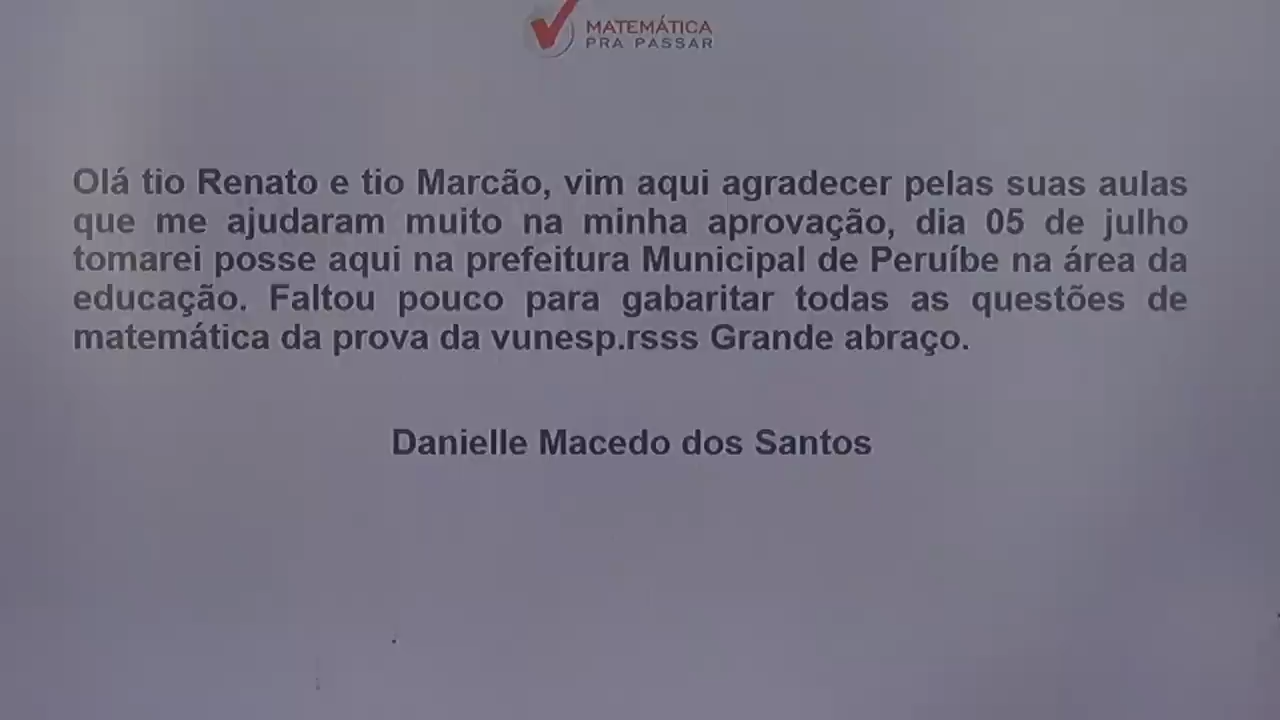 MATEMÁTICA
PRA PASSAR
Olá tio Renato e tio Marcão, vim aqui agradecer pelas suas aulas
que me ajudaram muito na minha aprovação, dia 05 de julho
tomarei posse aqui na prefeitura Municipal de Peruíbe na área da
educação. Faltou pouco para gabaritar todas as questões de
matemática da prova da vunesp.rsss Grande abraço.
Danielle Macedo dos Santos